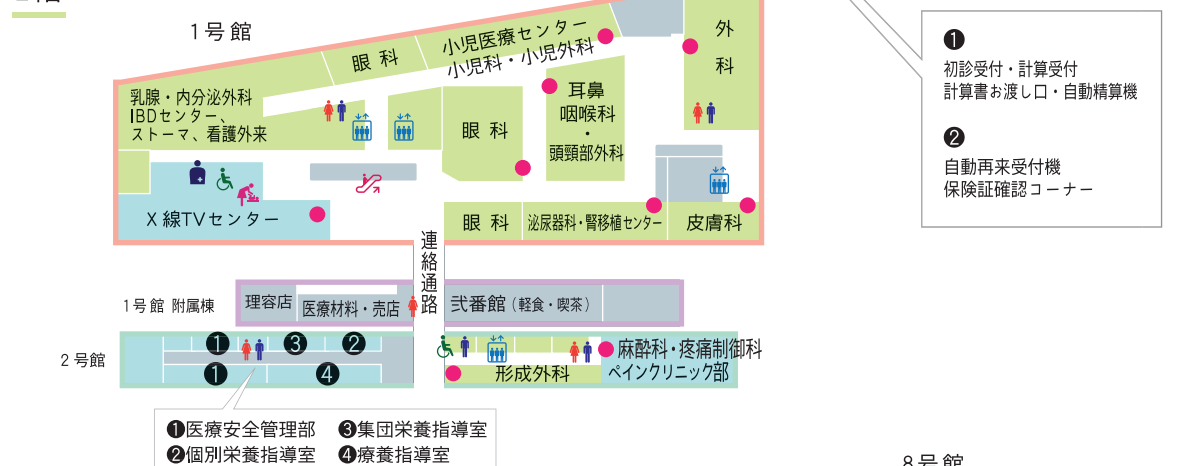 1号館
小児医療センター
小児科・小児外科
外
科
眼科
乳腺・内分泌外科
IBDセンター、
ストーマ、看護外来
眼科
耳鼻
咽喉科
・
頭頸部外科
X線TVセンター
眼科
泌尿器科・腎移植センター
皮膚科
連絡通路
1号館 附属棟
理容店
医療材料・売店
弐番館（軽食・喫茶）
2号館
❶
❸
❷
❶
❹
麻酔科・疼痛制御科
ペインクリニック部
形成外科
❶医療安全管理部 ❸集団栄養指導室
❷個別栄養指導室 ❹療養指導室
❶
初診受付・計算受付
計算書お渡し口・自動精算機
❷
自動再来受付機
保険証確認コーナー